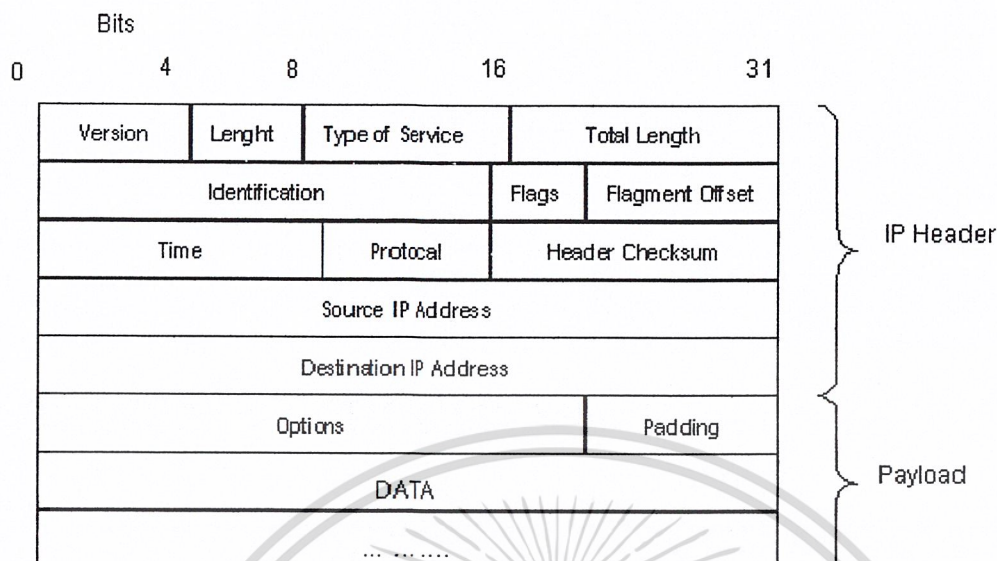 Bits
0 4 8 16 31
Version Lenght Type of Service Total Length
Identification Flags Flagment Offset
Time Protocal Header Checksum
IP Header
Source IP Address
Destination IP Address
Options Padding
Payload
DATA
... ... ....